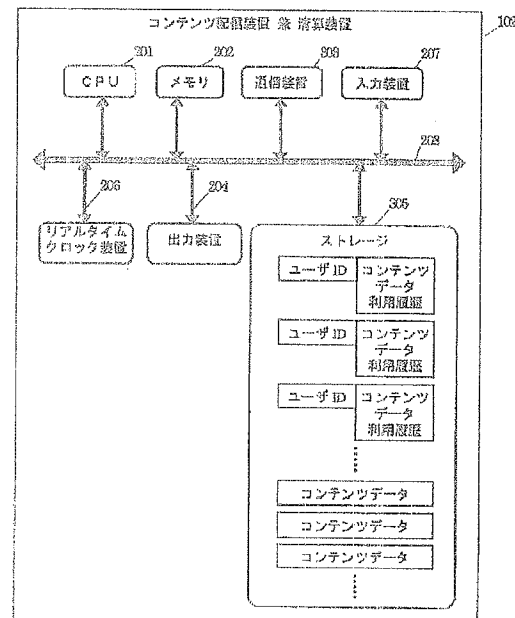 コンテンツ配信装置 兼 清算装置
102
201
202
209
207
CPU
メモリ
通信装置
入力装置
203
206
204
305
リアルタイム
クロック装置
出力装置
ストレージ
ユーザID
コンテンツ
データ
利用履歴
ユーザID
コンテンツ
データ
利用履歴
ユーザID
コンテンツ
データ
利用履歴
コンテンツデータ
コンテンツデータ
コンテンツデータ